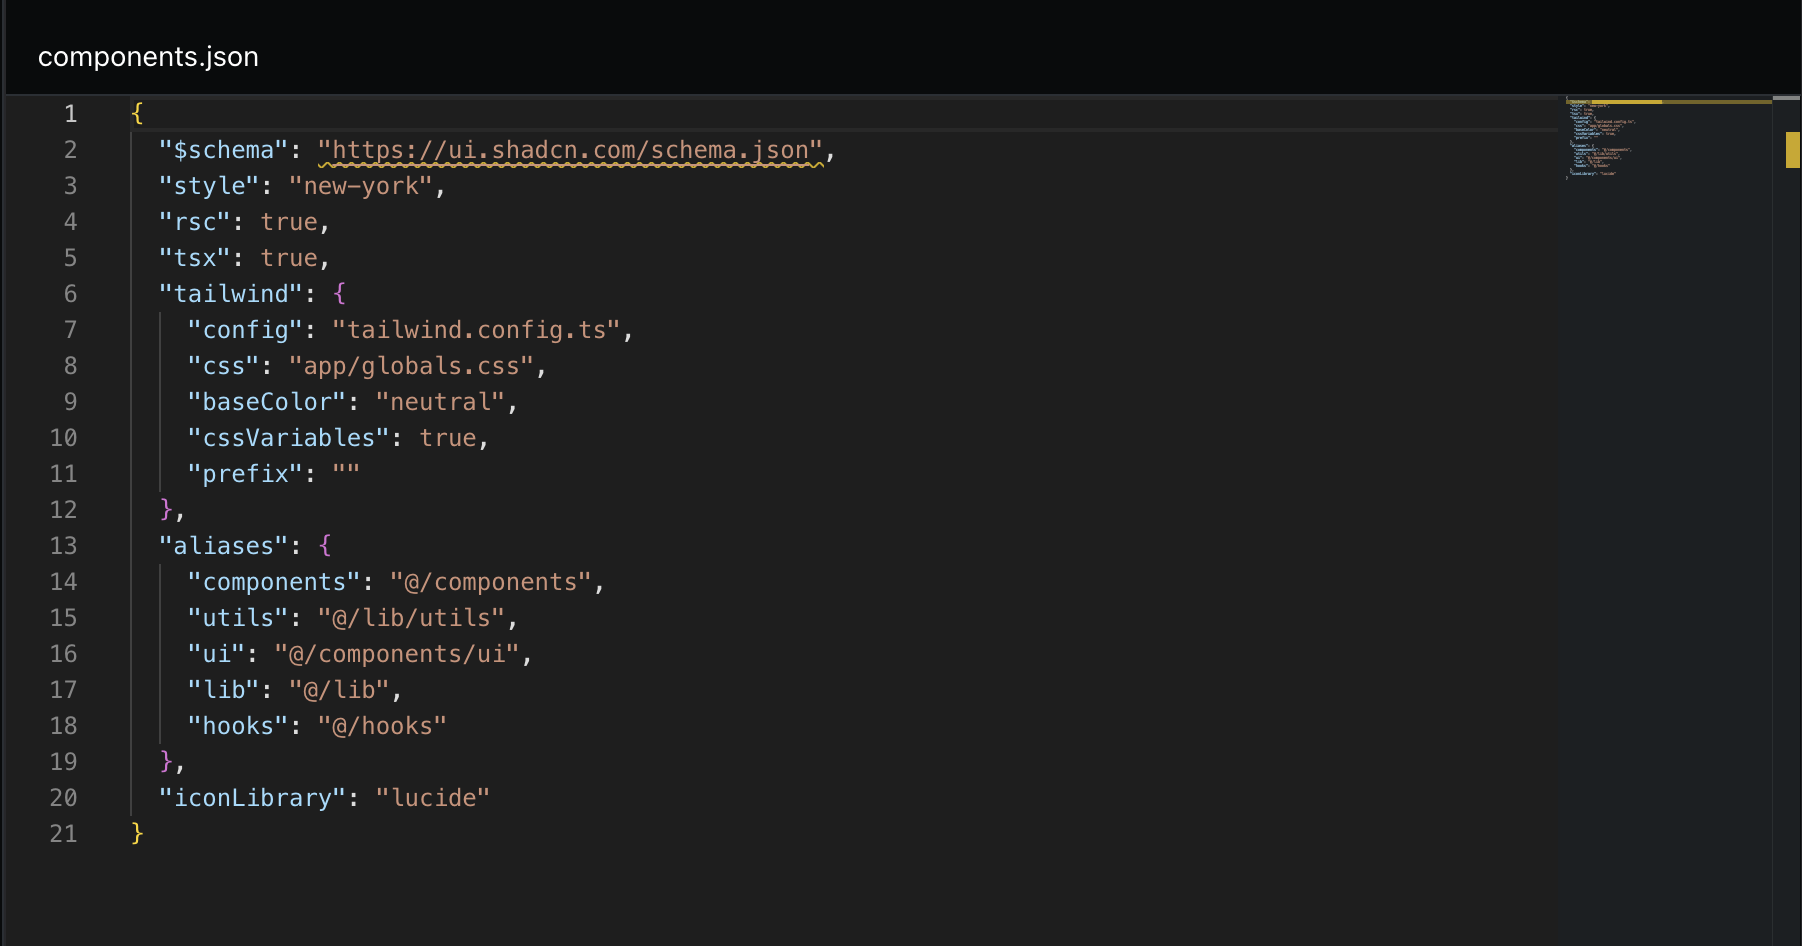 components.json
1 {
2   "$schema": "https://ui.shadcn.com/schema.json",
3   "style": "new-york",
4   "rsc": true,
5   "tsx": true,
6   "tailwind": {
7     "config": "tailwind.config.ts",
8     "css": "app/globals.css",
9     "baseColor": "neutral",
10     "cssVariables": true,
11     "prefix": ""
12   },
13   "aliases": {
14     "components": "@/components",
15     "utils": "@/lib/utils",
16     "ui": "@/components/ui",
17     "lib": "@/lib",
18     "hooks": "@/hooks"
19   },
20   "iconLibrary": "lucide"
21 }